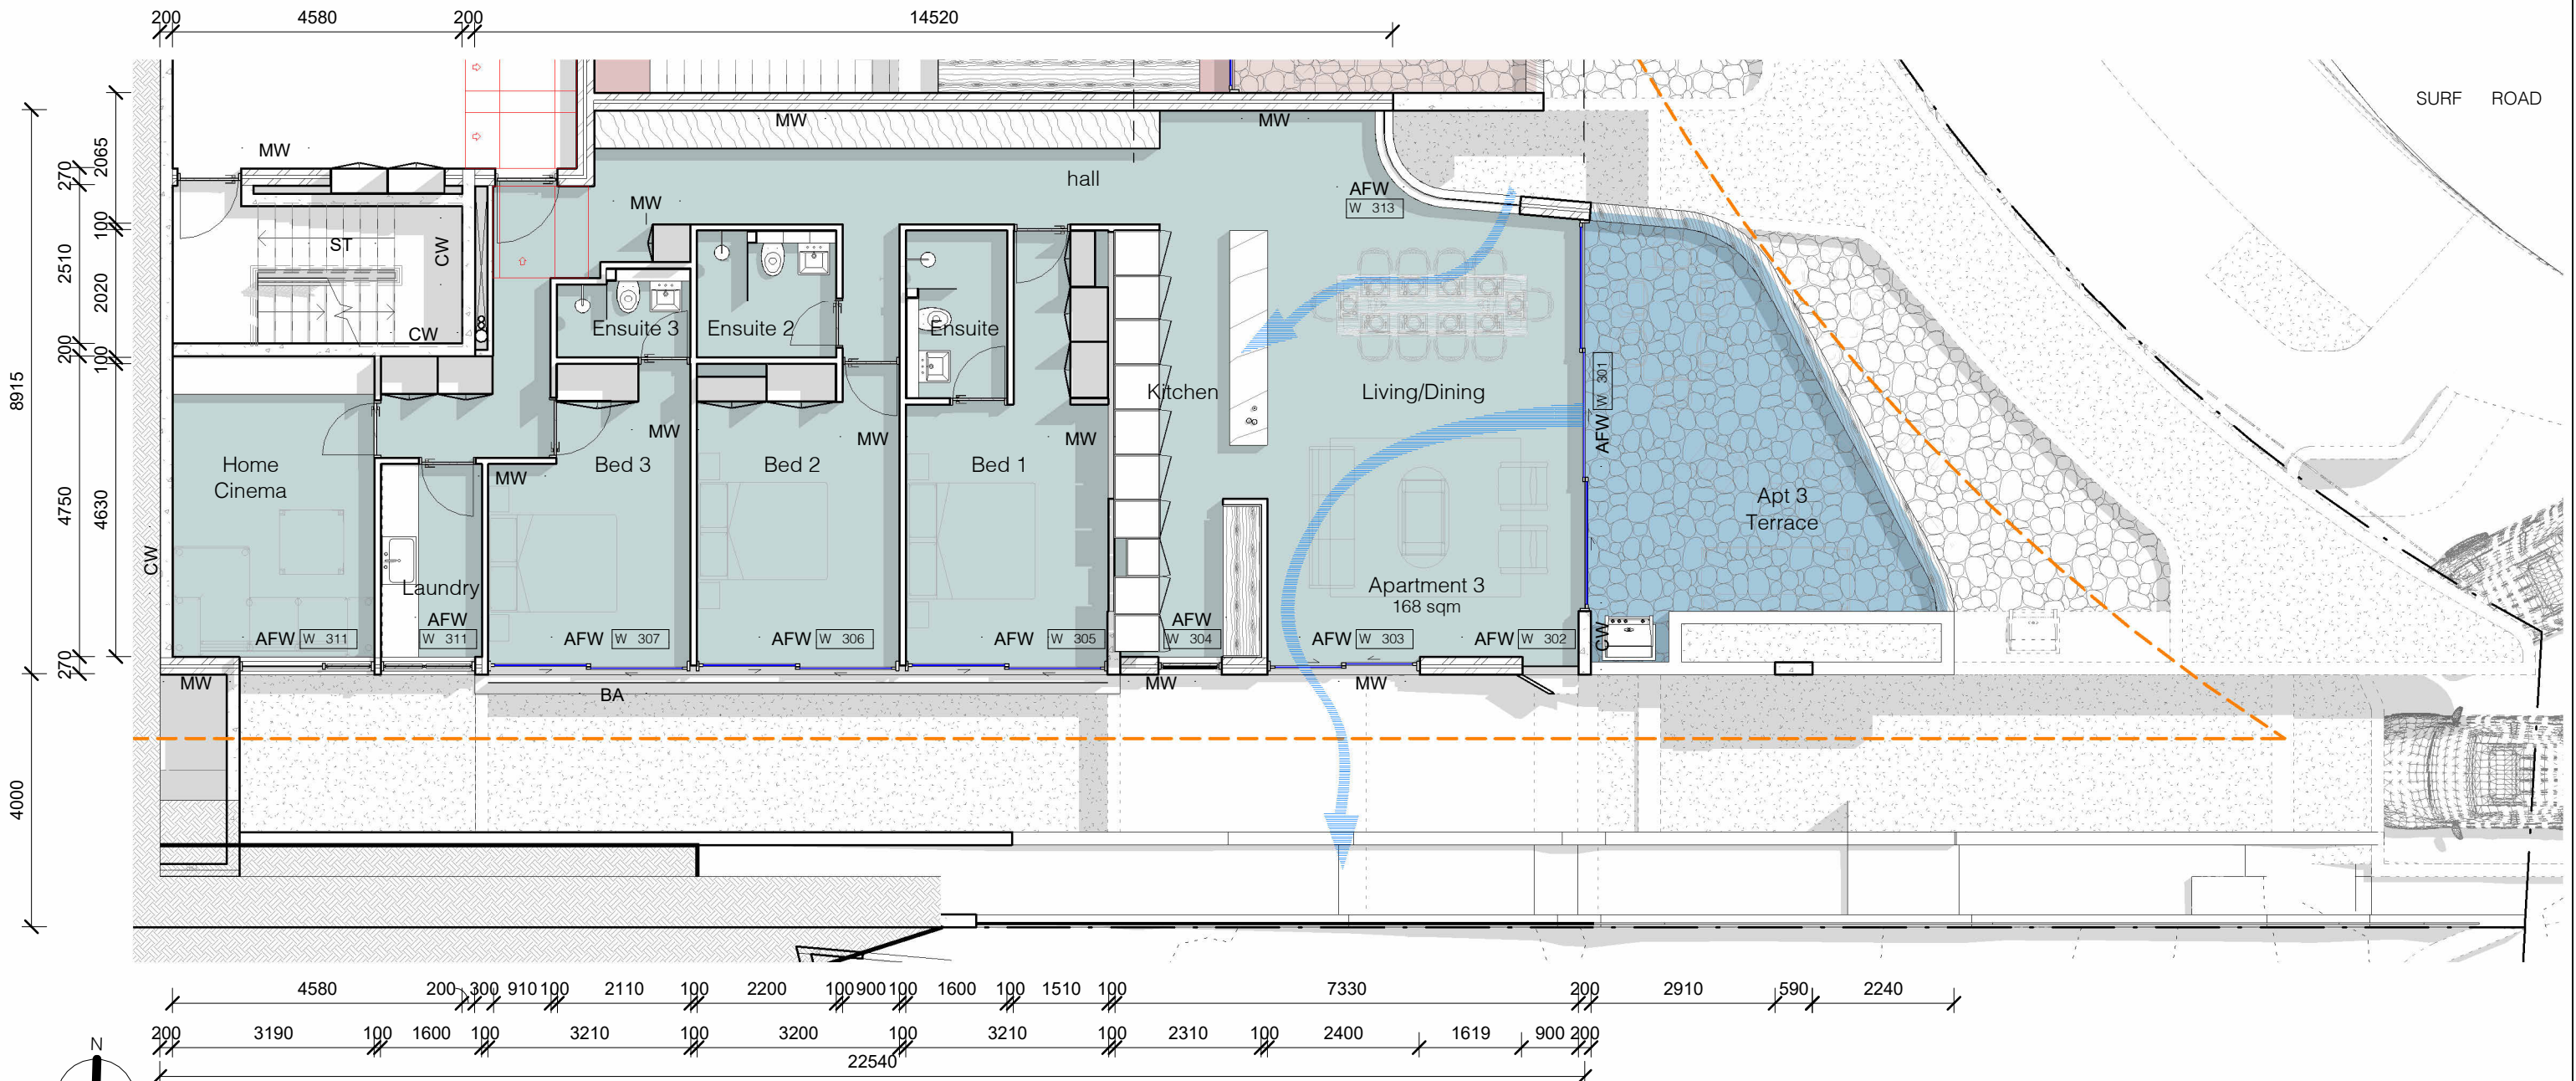 200 4580 200 14520
SURF ROAD
MW MW
MW
hall
MW
AFW
W 313
ST
CW
CW
Ensuite 3 Ensuite 2 Ensuite
Kitchen Living/Dining
AFW W 301
MW MW MW
Home
Cinema
Bed 3 Bed 2 Bed 1
MW
Apt 3
Terrace
CW
Laundry
Apartment 3
168 sqm
AFW W 311
AFW
W 311
AFW W 307
AFW W 306
AFW W 305
AFW
W 304
AFW W 303
AFW W 302
CW
MW
BA
MW MW
8915
4000
270
2510
200
4750
270
2065
100
2020
100
4630
4580 200 300 910 100 2110 100 2200 100 900 100 1600 100 1510 100 7330 200 2910 590 2240
200 3190 100 1600 100 3210 100 3200 100 3210 100 2310 100 2400 1619 900 200
22540
N